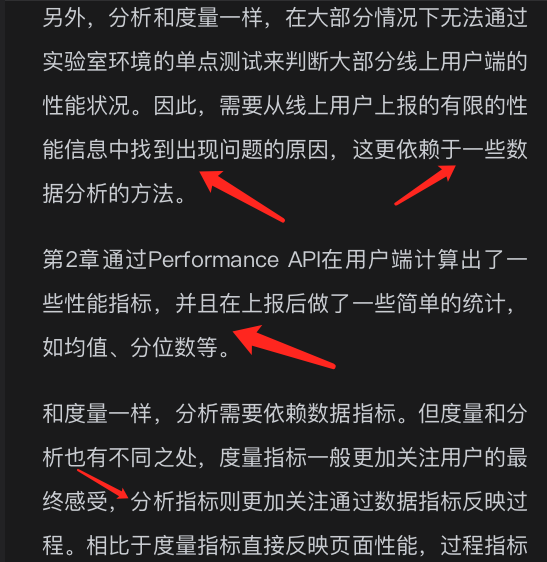 另外，分析和度量一样，在大部分情况下无法通过
实验室环境的单点测试来判断大部分线上用户端的
性能状况。因此，需要从线上用户上报的有限的性
能信息中找到出现问题的原因，这更依赖于一些数
据分析的方法。
第2章通过Performance API在用户端计算出了一
些性能指标，并且在上报后做了一些简单的统计，
如均值、分位数等。
和度量一样，分析需要依赖数据指标。但度量和分
析也有不同之处，度量指标一般更加关注用户的最
终感受，分析指标则更加关注通过数据指标反映过
程。相比于度量指标直接反映页面性能，过程指标